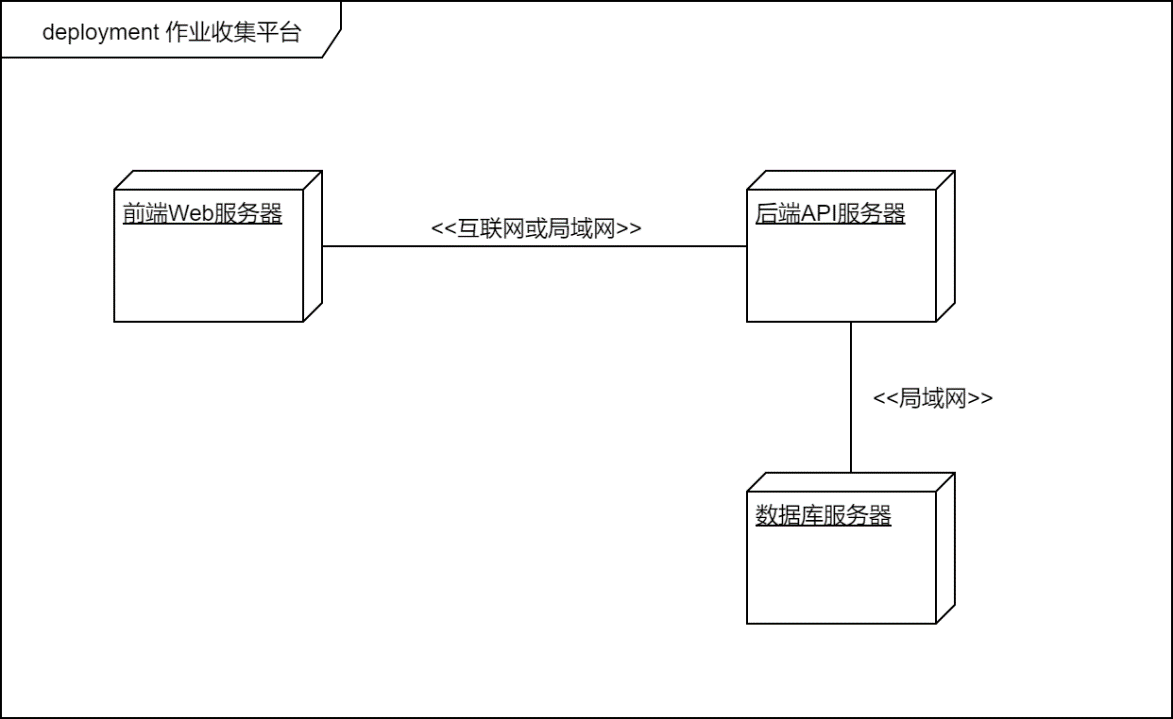 deployment 作业收集平台
前端Web服务器
<<互联网或局域网>>
后端API服务器
<<局域网>>
数据库服务器